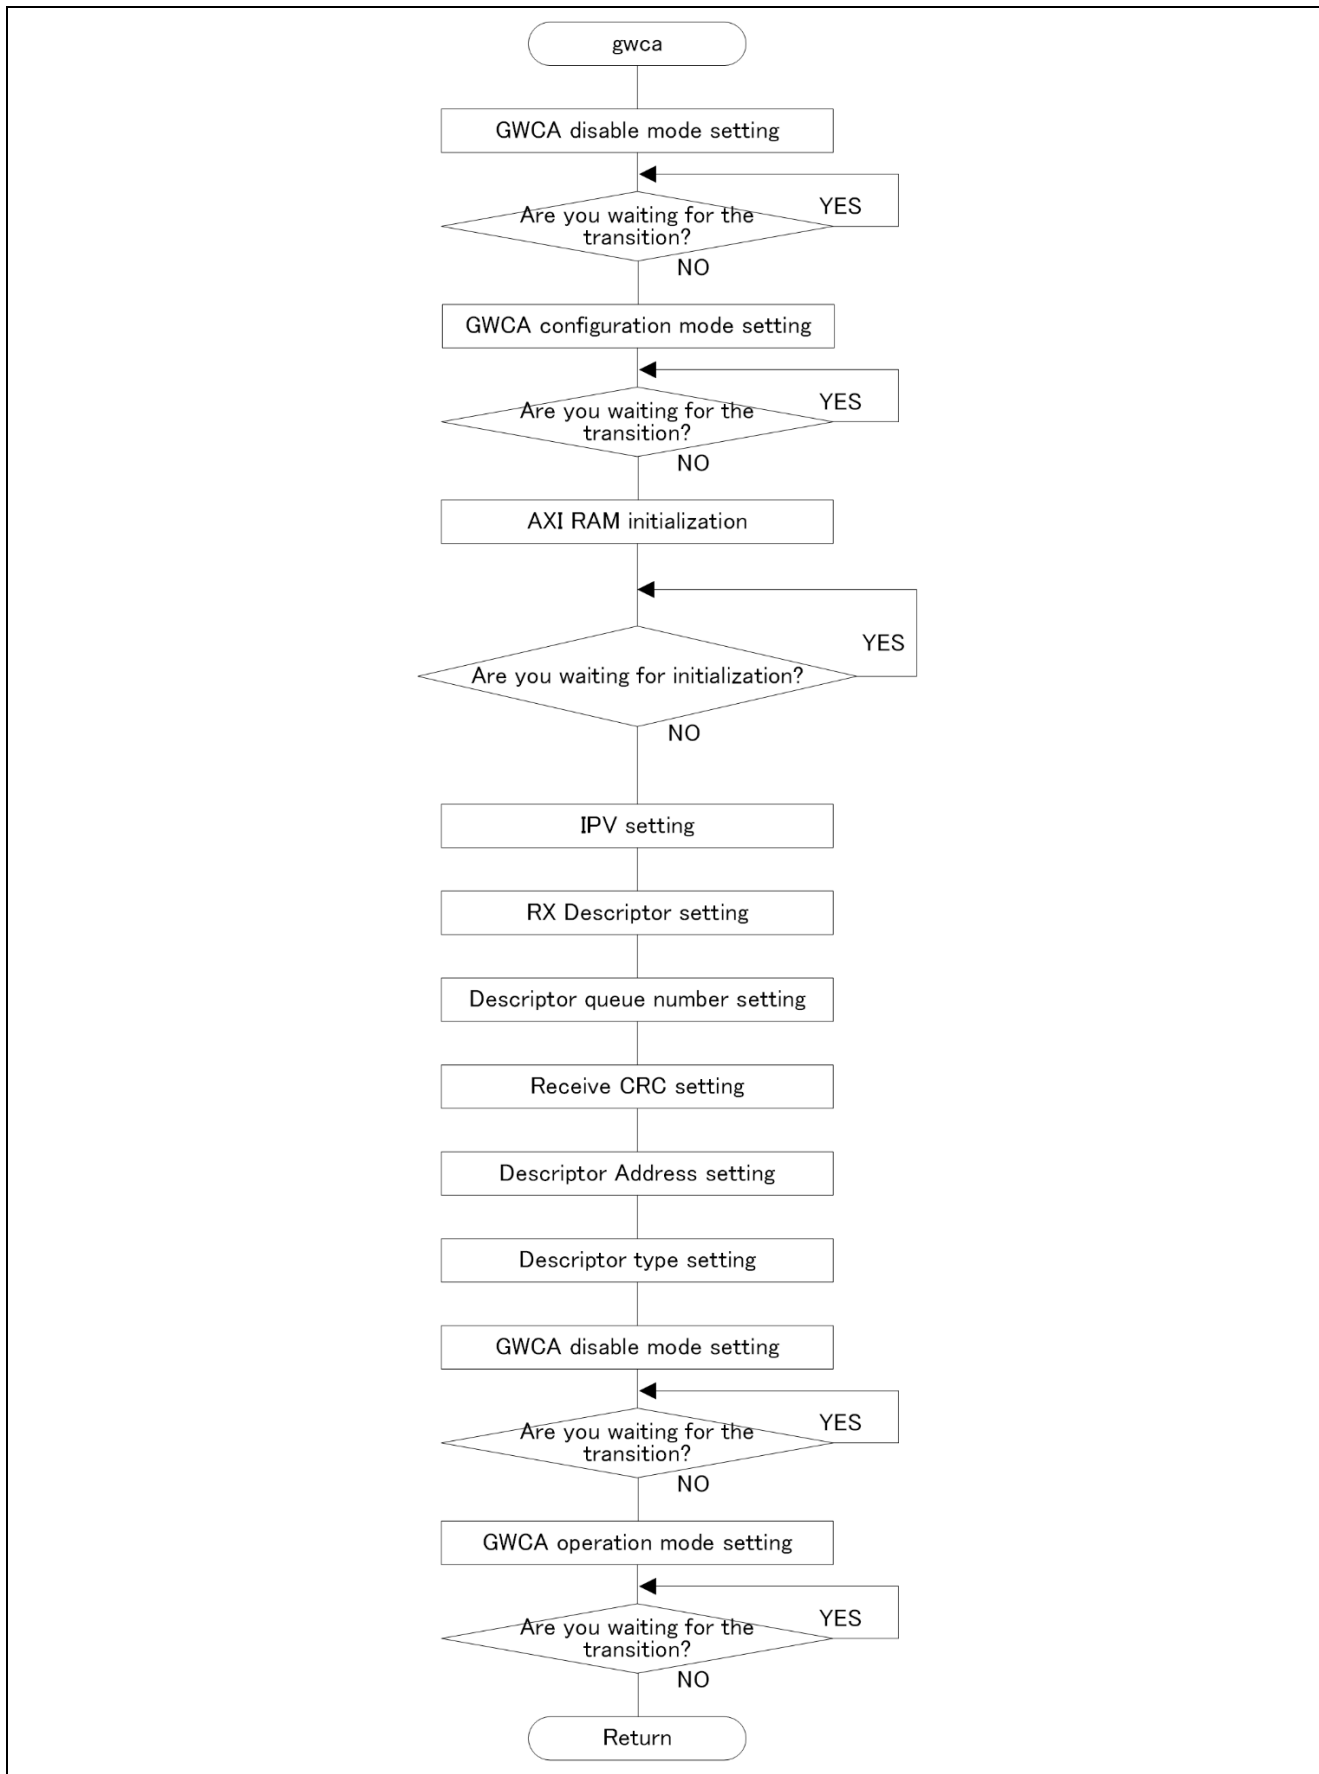 gwca
GWCA disable mode setting
YES
Are you waiting for the
transition?
NO
GWCA configuration mode setting
YES
Are you waiting for the
transition?
NO
AXI RAM initialization
YES
Are you waiting for initialization?
NO
IPV setting
RX Descriptor setting
Descriptor queue number setting
Receive CRC setting
Descriptor Address setting
Descriptor type setting
GWCA disable mode setting
YES
Are you waiting for the
transition?
NO
GWCA operation mode setting
YES
Are you waiting for the
transition?
NO
Return